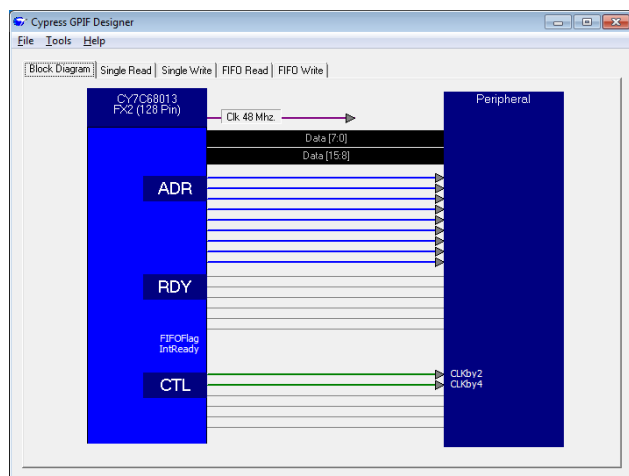 Cypress GPIF Designer
File Tools Help
Block Diagram Single Read Single Write FIFO Read FIFO Write
CY7C68013
FX2 (128 Pin)
Clk 48 Mhz.
Peripheral
Data [7:0]
Data [15:8]
ADR
RDY
FIFOFlag
IntReady
CTL
CLKby2
CLKby4